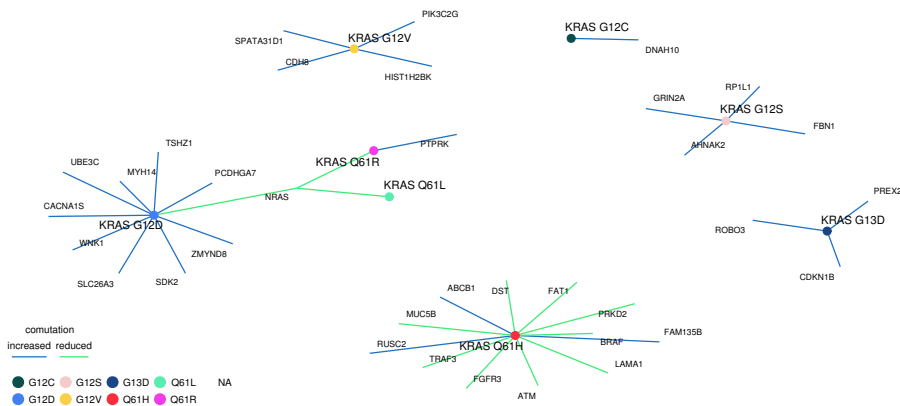 PIK3C2G
KRAS G12V
SPATA31D1
CDH8
HIST1H2BK
KRAS G12C
DNAH10
RP1L1
GRIN2A
KRAS G12S
FBN1
AHNAK2
TSHZ1
UBE3C
MYH14
PCDHGA7
CACNA1S
KRAS G12D
WNK1
ZMYND8
SLC26A3
SDK2
PTPRK
KRAS Q61R
KRAS Q61L
NRAS
PREX2
KRAS G13D
ROBO3
CDKN1B
ABCB1
DST
FAT1
MUC5B
PRKD2
FAM135B
BRAF
RUSC2
KRAS Q61H
TRAF3
LAMA1
FGFR3
ATM
comutation
increased reduced
G12C G12S G13D Q61L NA
G12D G12V Q61H Q61R